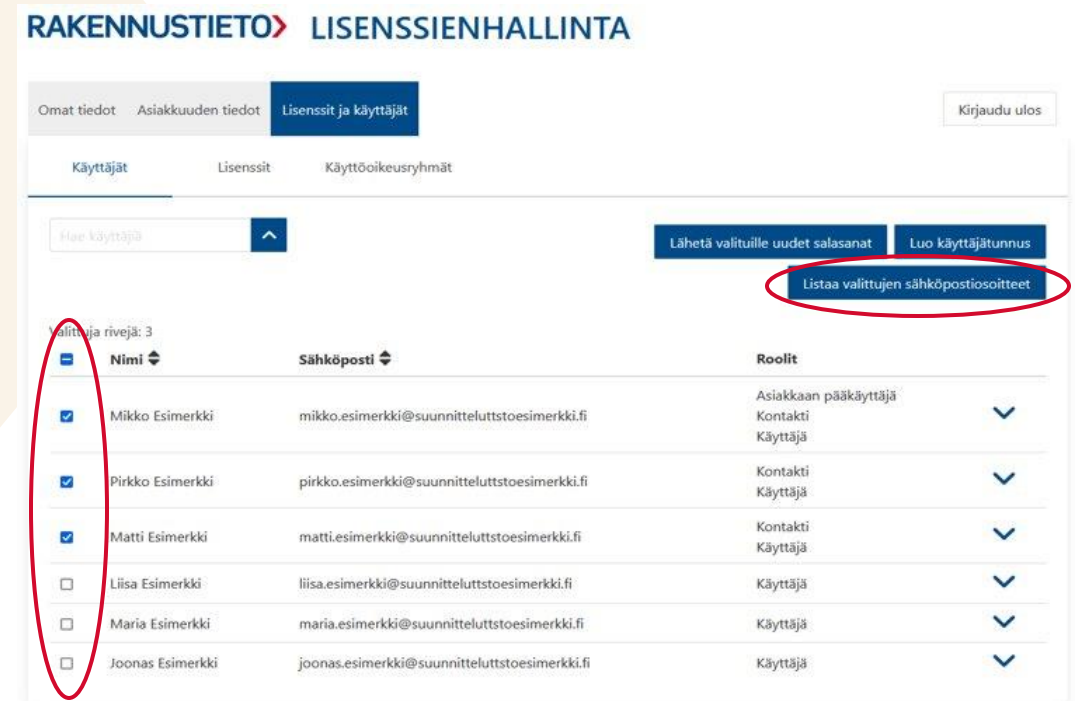 RAKENNUSTIETO LISENSSIENHALLINTA
Omat tiedot Asiakkuuden tiedot Lisenssit ja käyttäjät Kirjaudu ulos
Käyttäjät Lisenssit Käyttöoikeusryhmät
Hae käyttäjiä
Lähetä valituille uudet salasanat Luo käyttäjätunnus
Listaa valittujen sähköpostiosoitteet
Valittuja rivejä: 3
Nimi Sähköposti Roolit
Mikko Esimerkki mikko.esimerkki@suunnitteluttstoesimerkki.fi Asiakkaan pääkäyttäjä
Kontakti
Käyttäjä
Pirkko Esimerkki pirkko.esimerkki@suunnitteluttstoesimerkki.fi Kontakti
Käyttäjä
Matti Esimerkki matti.esimerkki@suunnitteluttstoesimerkki.fi Kontakti
Käyttäjä
Liisa Esimerkki liisa.esimerkki@suunnitteluttstoesimerkki.fi Käyttäjä
Maria Esimerkki maria.esimerkki@suunnitteluttstoesimerkki.fi Käyttäjä
Joonas Esimerkki joonas.esimerkki@suunnitteluttstoesimerkki.fi Käyttäjä